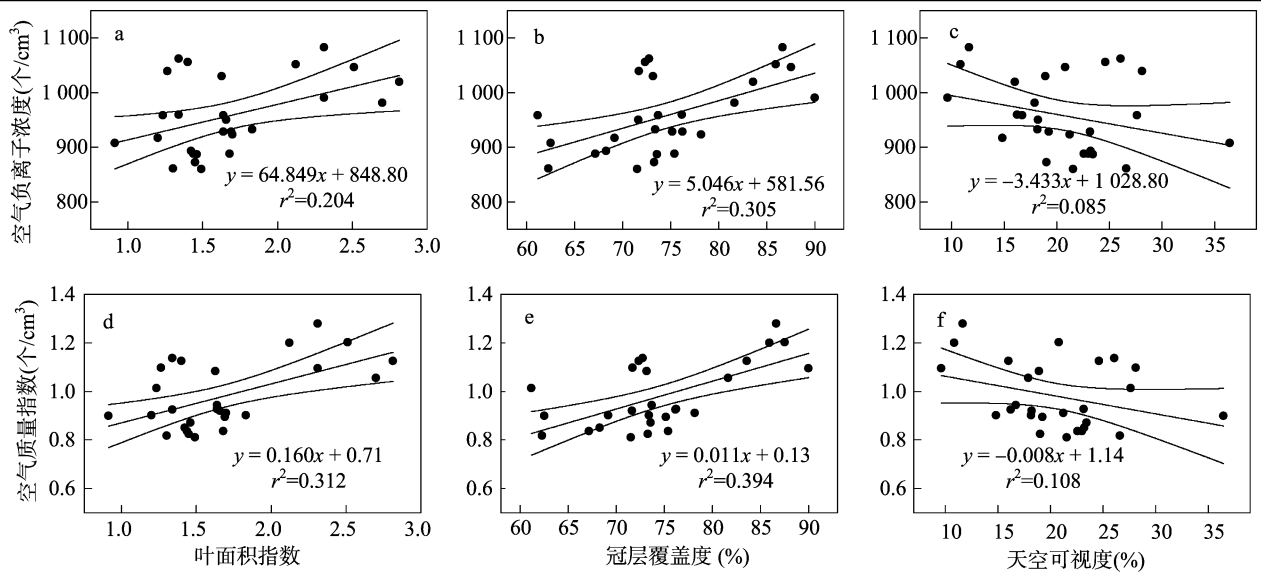 空气负离子浓度(个/cm³)
1 100
1 000
900
800
a
y = 64.849x + 848.80
r²=0.204
1.0 1.5 2.0 2.5 3.0
1 100
1 000
900
800
b
y = 5.046x + 581.56
r²=0.305
60 65 70 75 80 85 90
1 100
1 000
900
800
c
y = –3.433x + 1 028.80
r²=0.085
10 15 20 25 30 35
空气质量指数(个/cm³)
1.4
1.2
1.0
0.8
0.6
d
y = 0.160x + 0.71
r²=0.312
1.0 1.5 2.0 2.5 3.0
叶面积指数
1.4
1.2
1.0
0.8
0.6
e
y = 0.011x + 0.13
r²=0.394
60 65 70 75 80 85 90
冠层覆盖度 (%)
1.4
1.2
1.0
0.8
0.6
f
y = –0.008x + 1.14
r²=0.108
10 15 20 25 30 35
天空可视度(%)